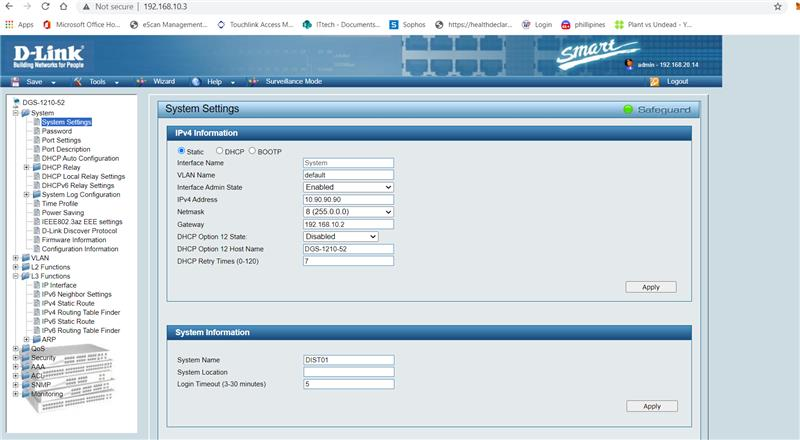 Not secure | 192.168.10.3
Apps Microsoft Office Ho... eScan Management... Touchlink Access M... ITtech - Documents... Sophos https://healthdeclar... Login phillipines Plant vs Undead - Y...
D-Link
Building Networks for People
Smart
admin - 192.168.20.14
Save Tools Wizard Help Surveillance Mode Logout
DGS-1210-52
System
System Settings
Password
Port Settings
Port Description
DHCP Auto Configuration
DHCP Relay
DHCP Local Relay Settings
DHCPv6 Relay Settings
System Log Configuration
Time Profile
Power Saving
IEEE802.3az EEE settings
D-Link Discover Protocol
Firmware Information
Configuration Information
VLAN
L2 Functions
L3 Functions
IP Interface
IPv6 Neighbor Settings
IPv4 Static Route
IPv4 Routing Table Finder
IPv6 Static Route
IPv6 Routing Table Finder
ARP
QoS
Security
AAA
ACL
SNMP
Monitoring
System Settings Safeguard
IPv4 Information
Static DHCP BOOTP
Interface Name System
VLAN Name default
Interface Admin State Enabled
IPv4 Address 10.90.90.90
Netmask 8 (255.0.0.0)
Gateway 192.168.10.2
DHCP Option 12 State: Disabled
DHCP Option 12 Host Name DGS-1210-52
DHCP Retry Times (0-120) 7
Apply
System Information
System Name DIST01
System Location
Login Timeout (3-30 minutes) 5
Apply